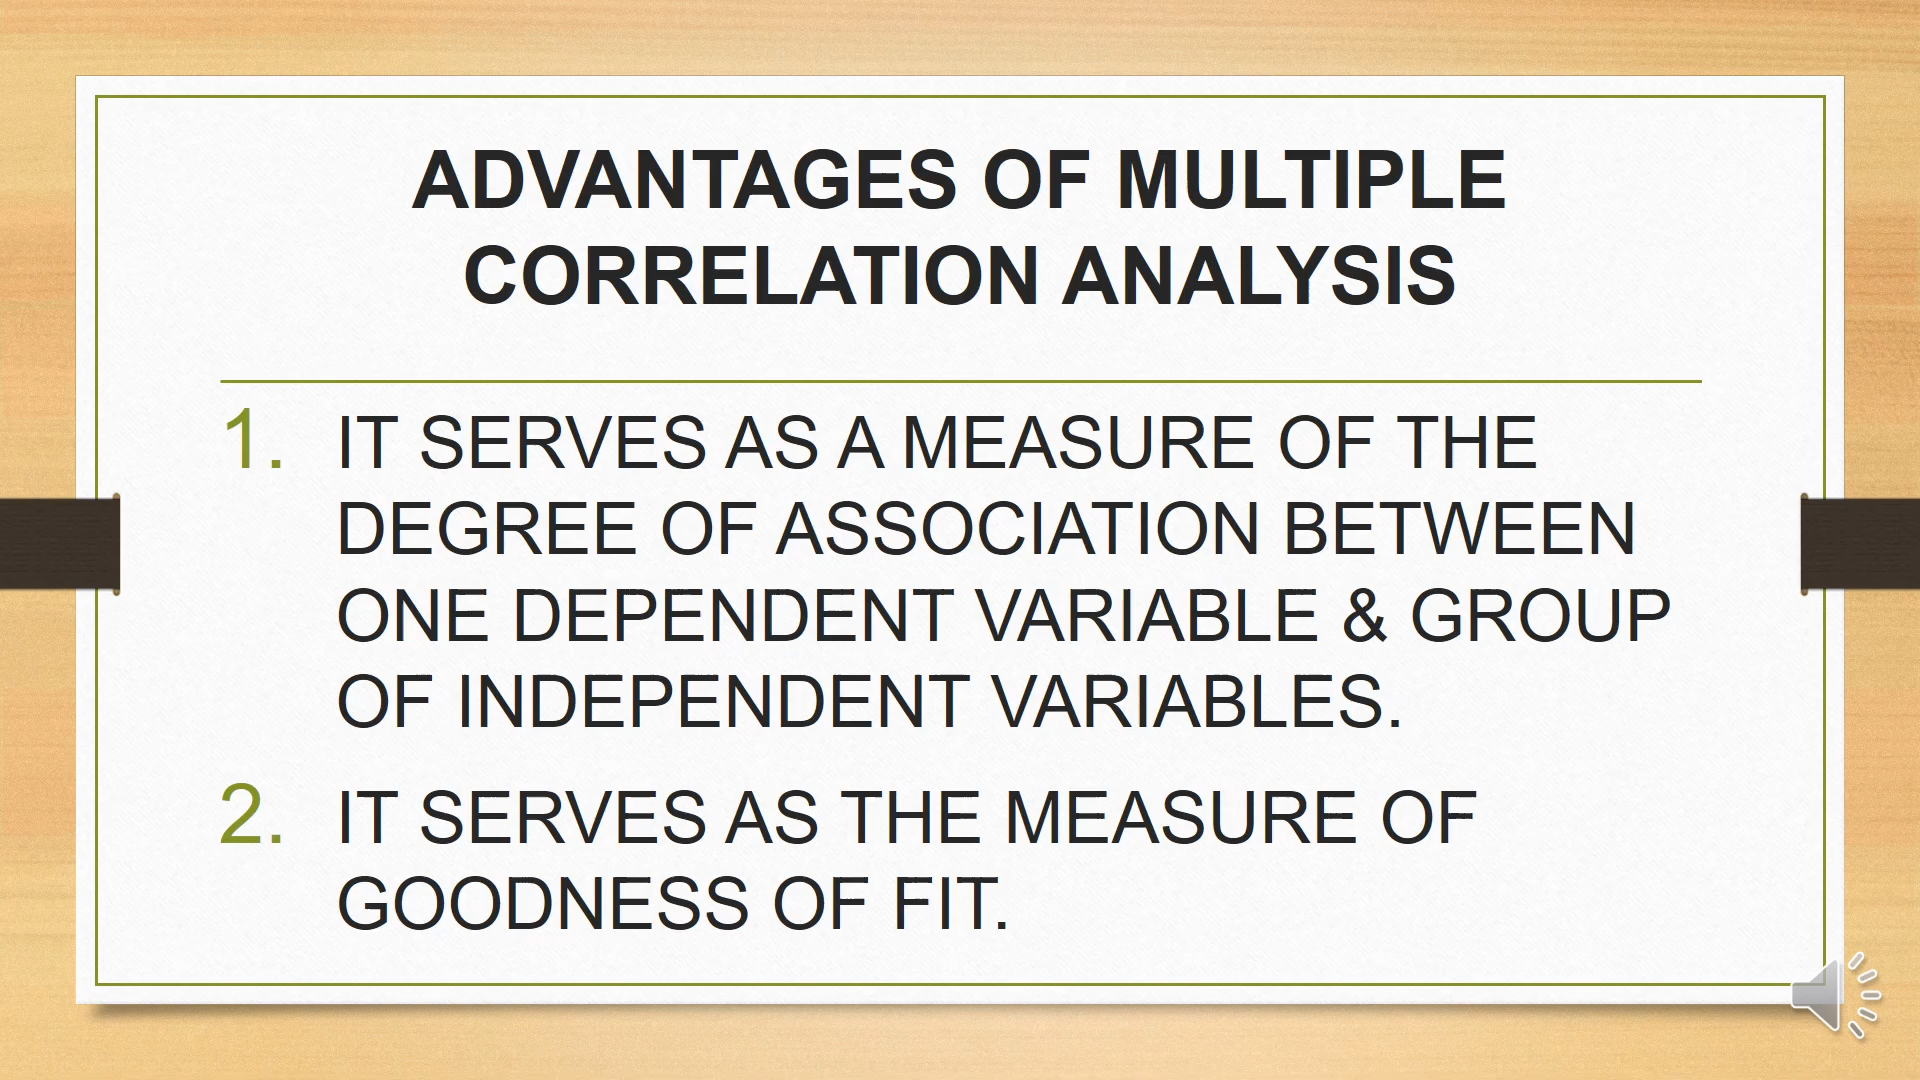 ADVANTAGES OF MULTIPLE
CORRELATION ANALYSIS
1. IT SERVES AS A MEASURE OF THE
DEGREE OF ASSOCIATION BETWEEN
ONE DEPENDENT VARIABLE & GROUP
OF INDEPENDENT VARIABLES.
2. IT SERVES AS THE MEASURE OF
GOODNESS OF FIT.